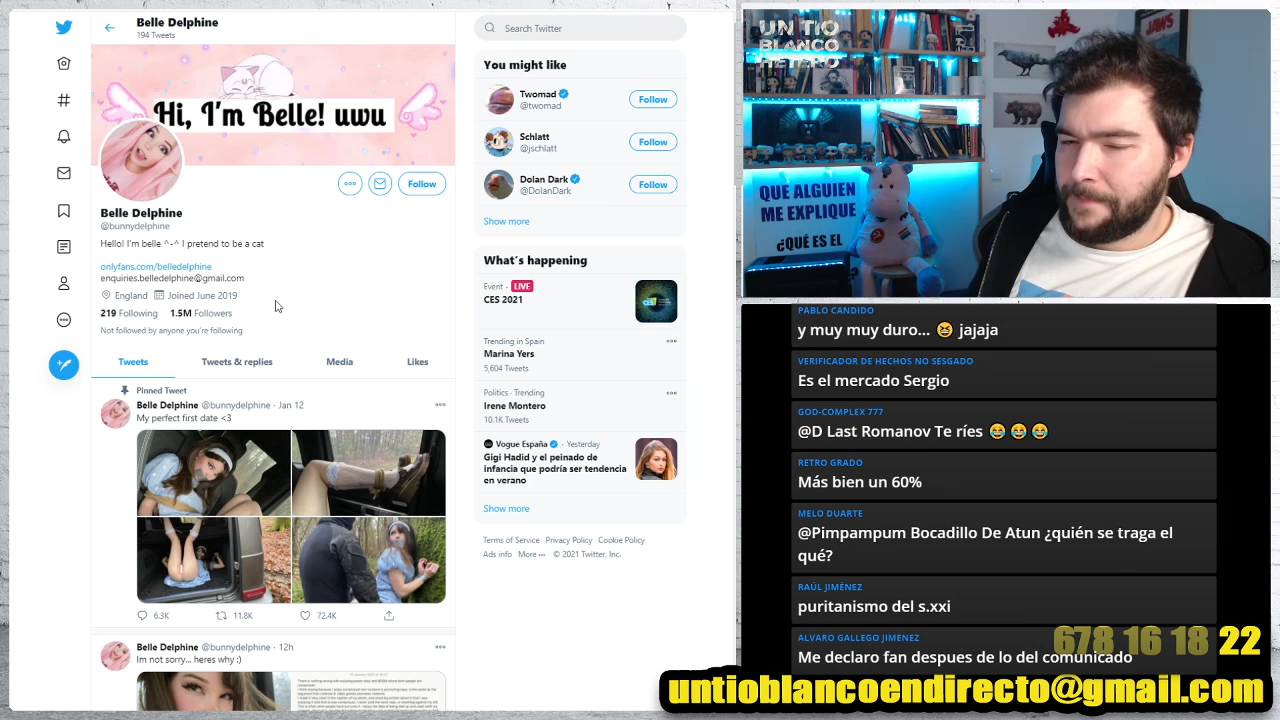 Belle Delphine
194 Tweets
Hi, I'm Belle! uwu
Follow
Belle Delphine
@bunnydelphine
Hello! I'm belle ^-^ I pretend to be a cat
onlyfans.com/belledelphine
enquiries.belledelphine@gmail.com
England Joined June 2019
219 Following 1.5M Followers
Not followed by anyone you're following
Tweets Tweets & replies Media Likes
Pinned Tweet
Belle Delphine @bunnydelphine · Jan 12
My perfect first date <3
6.3K 11.8K 72.4K
Belle Delphine @bunnydelphine · 12h
Im not sorry... heres why :)
Search Twitter
You might like
Twomad
@twomad
Follow
Schlatt
@jschlatt
Follow
Dolan Dark
@DolanDark
Follow
Show more
What's happening
Event · LIVE
CES 2021
Trending in Spain
Marina Yers
5,604 Tweets
Politics · Trending
Irene Montero
10.1K Tweets
Vogue España · Yesterday
Gigi Hadid y el peinado de
infancia que podría ser tendencia
en verano
Show more
Terms of Service Privacy Policy Cookie Policy
Ads info More ··· © 2021 Twitter, Inc.
UN TIO
BLANCO
HETERO
JAWS
QUE ALGUIEN
ME EXPLIQUE
¿QUÉ ES EL
PABLO CANDIDO
y muy muy duro... 😆 jajaja
VERIFICADOR DE HECHOS NO SESGADO
Es el mercado Sergio
GOD-COMPLEX 777
@D Last Romanov Te ríes 😂 😂 😂
RETRO GRADO
Más bien un 60%
MELO DUARTE
@Pimpampum Bocadillo De Atun ¿quién se traga el
qué?
RAÚL JIMÉNEZ
puritanismo del s.xxi
ALVARO GALLEGO JIMENEZ
Me declaro fan despues de leer el comunicado
678 16 18 22
untioblancoendirecto@gmail.com